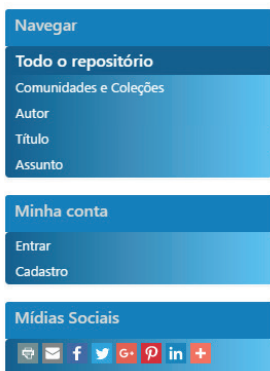 Navegar
Todo o repositório
Comunidades e Coleções
Autor
Título
Assunto
Minha conta
Entrar
Cadastro
Mídias Sociais